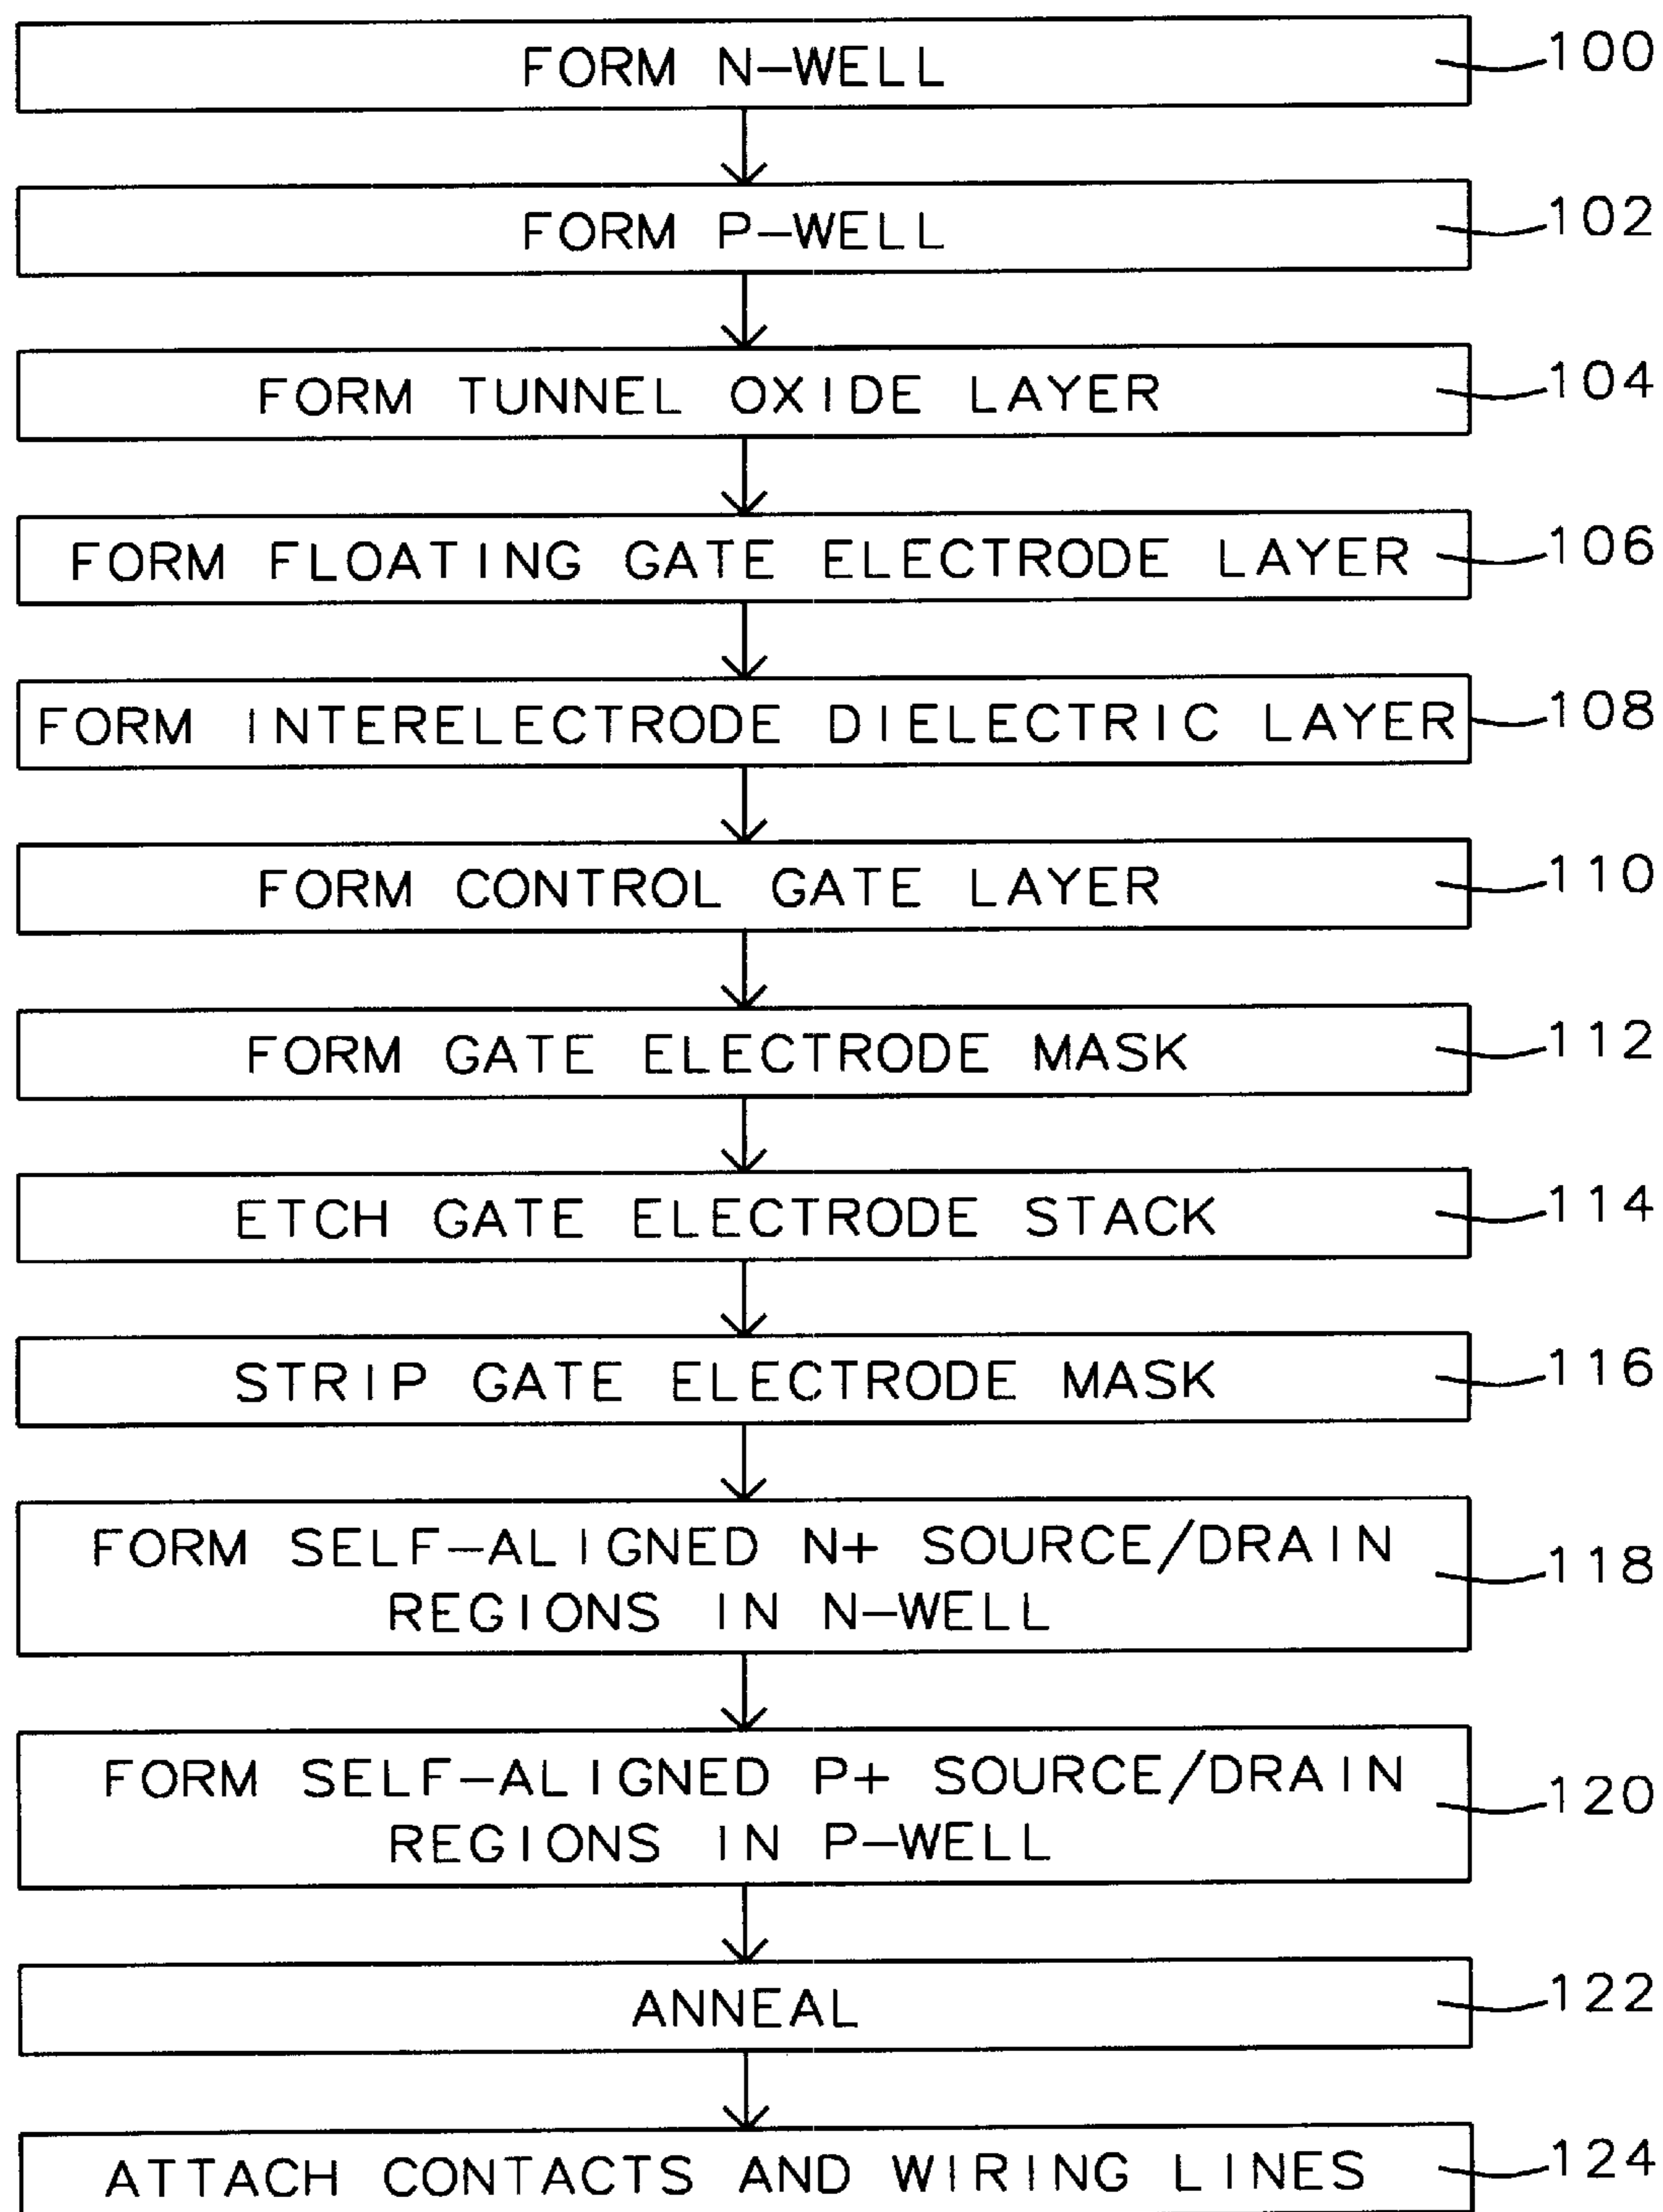 FORM N-WELL 100
FORM P-WELL 102
FORM TUNNEL OXIDE LAYER 104
FORM FLOATING GATE ELECTRODE LAYER 106
FORM INTERELECTRODE DIELECTRIC LAYER 108
FORM CONTROL GATE LAYER 110
FORM GATE ELECTRODE MASK 112
ETCH GATE ELECTRODE STACK 114
STRIP GATE ELECTRODE MASK 116
FORM SELF-ALIGNED N+ SOURCE/DRAIN
REGIONS IN N-WELL 118
FORM SELF-ALIGNED P+ SOURCE/DRAIN
REGIONS IN P-WELL 120
ANNEAL 122
ATTACH CONTACTS AND WIRING LINES 124